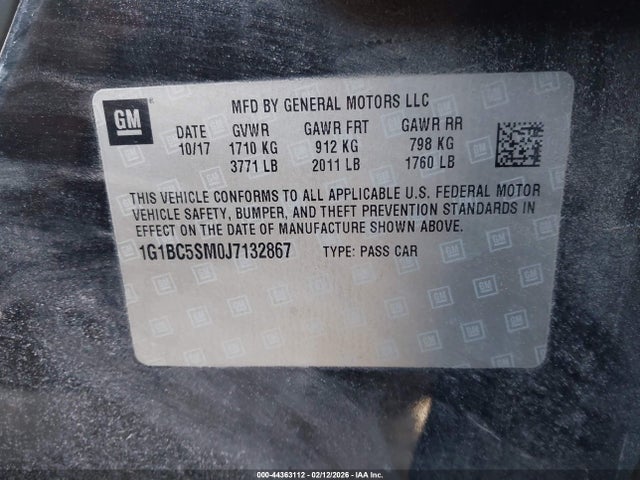 GM
MFD BY GENERAL MOTORS LLC
DATE GVWR GAWR FRT GAWR RR
10/17 1710 KG 912 KG 798 KG
3771 LB 2011 LB 1760 LB
THIS VEHICLE CONFORMS TO ALL APPLICABLE U.S. FEDERAL MOTOR
VEHICLE SAFETY, BUMPER, AND THEFT PREVENTION STANDARDS IN
EFFECT ON THE DATE OF MANUFACTURE SHOWN ABOVE.
1G1BC5SM0J7132867 TYPE: PASS CAR
000-44363112 - 02/12/2026 - IAA Inc.